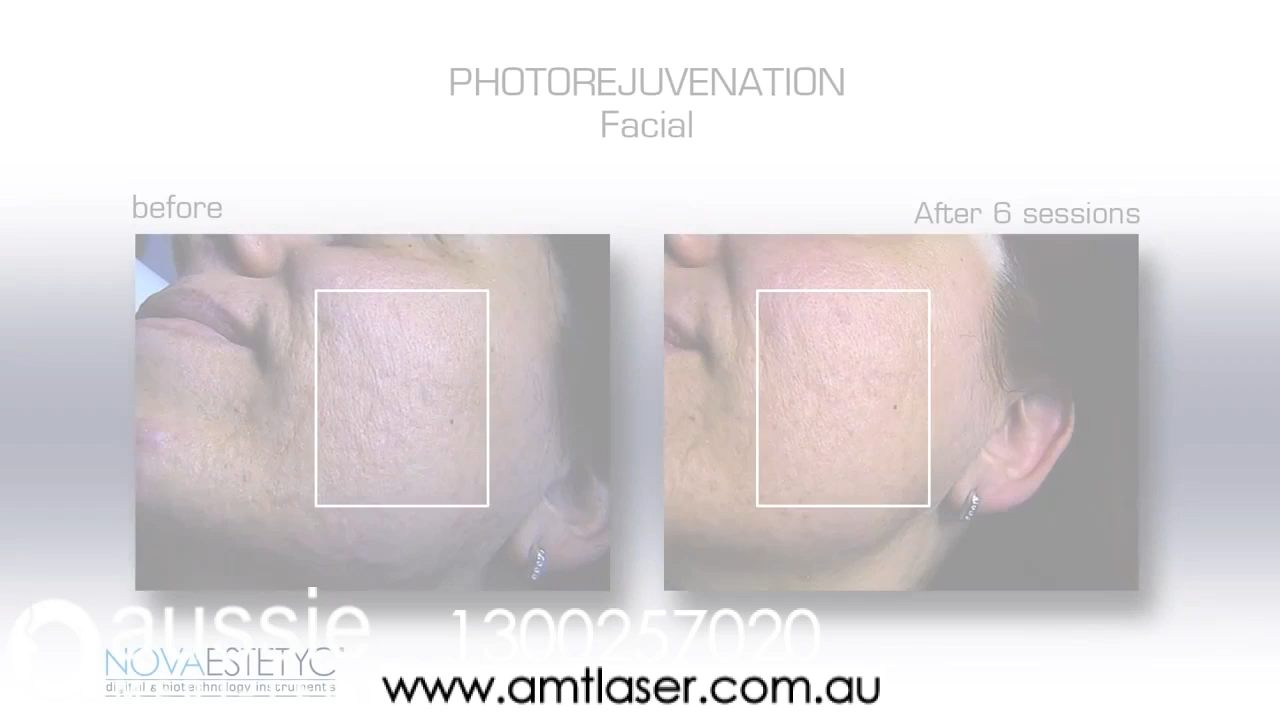 PHOTOREJUVENATION
Facial
before
After 6 sessions
aussie
1300257020
NOVAESTETYC
digital & biotechnology instruments
www.amtlaser.com.au